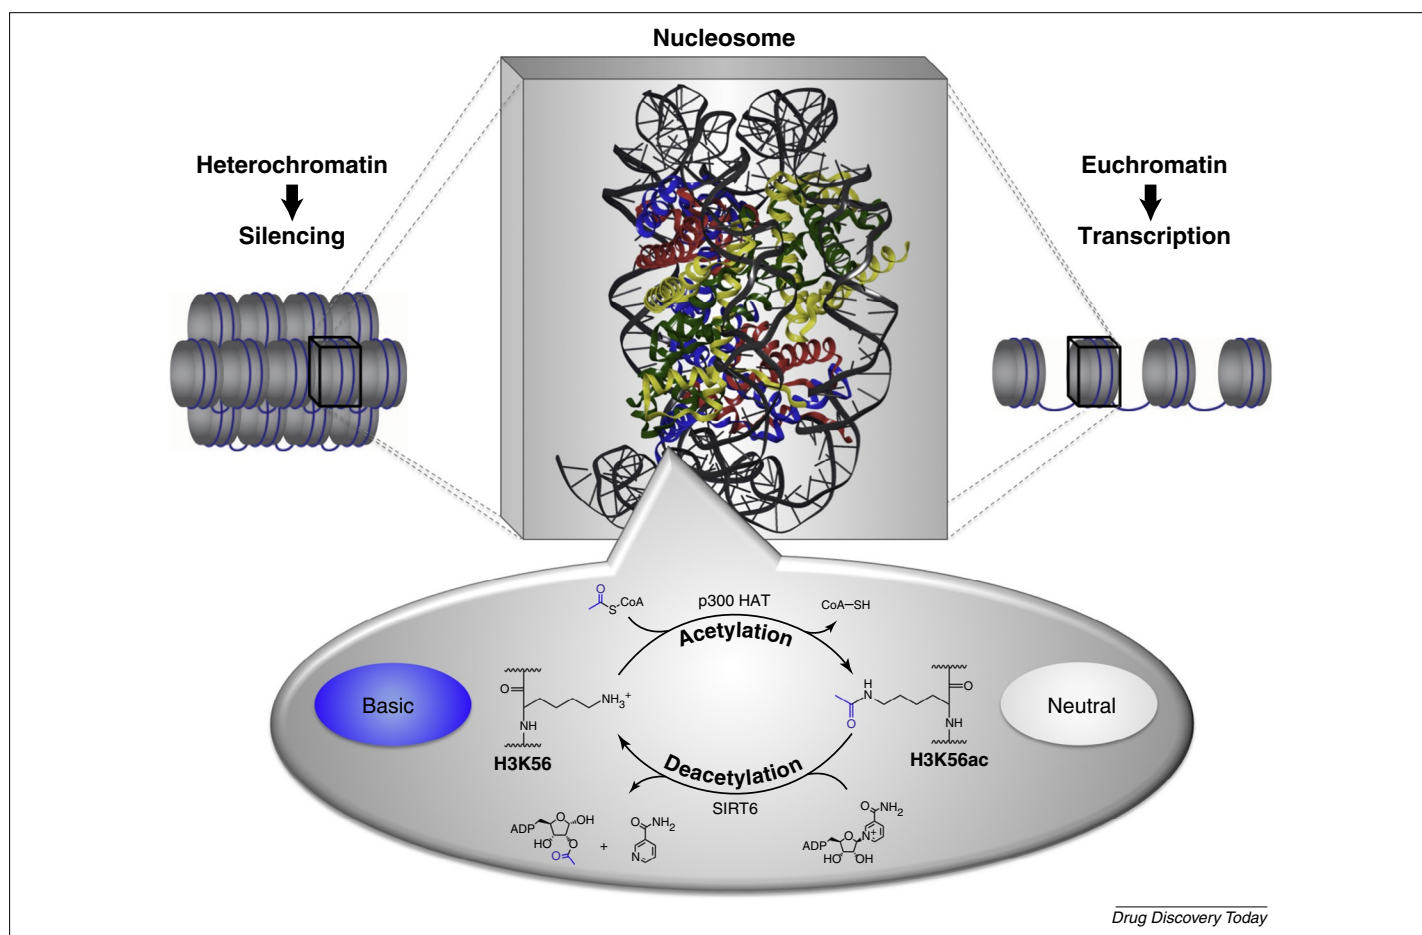 Nucleosome
Heterochromatin
Silencing
Euchromatin
Transcription
O
S
CoA
p300 HAT
CoA–SH
Acetylation
Basic
O
NH
NH3+
H3K56
H
N
O
O
NH
H3K56ac
Neutral
Deacetylation
SIRT6
ADP
O
OH
HO
O
O
+
O
NH2
N
O
NH2
N+
ADP
O
HO
OH
Drug Discovery Today